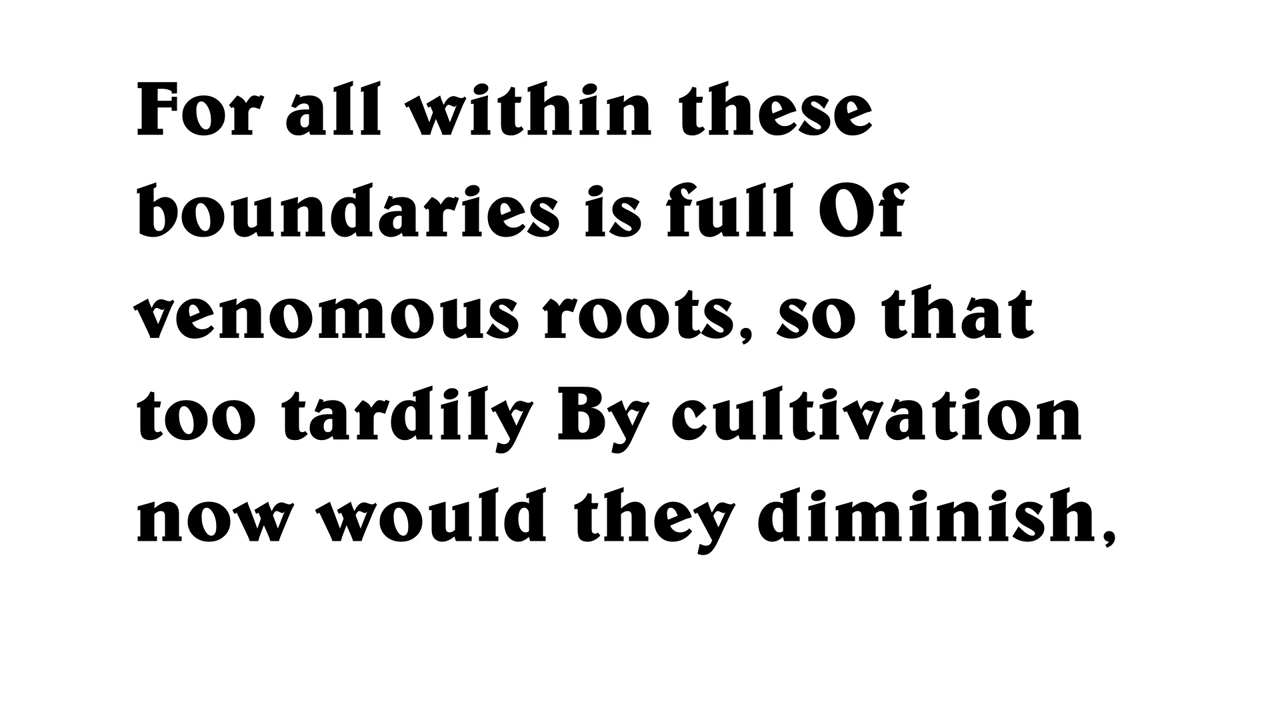 For all within these
boundaries is full Of
venomous roots, so that
too tardily By cultivation
now would they diminish,